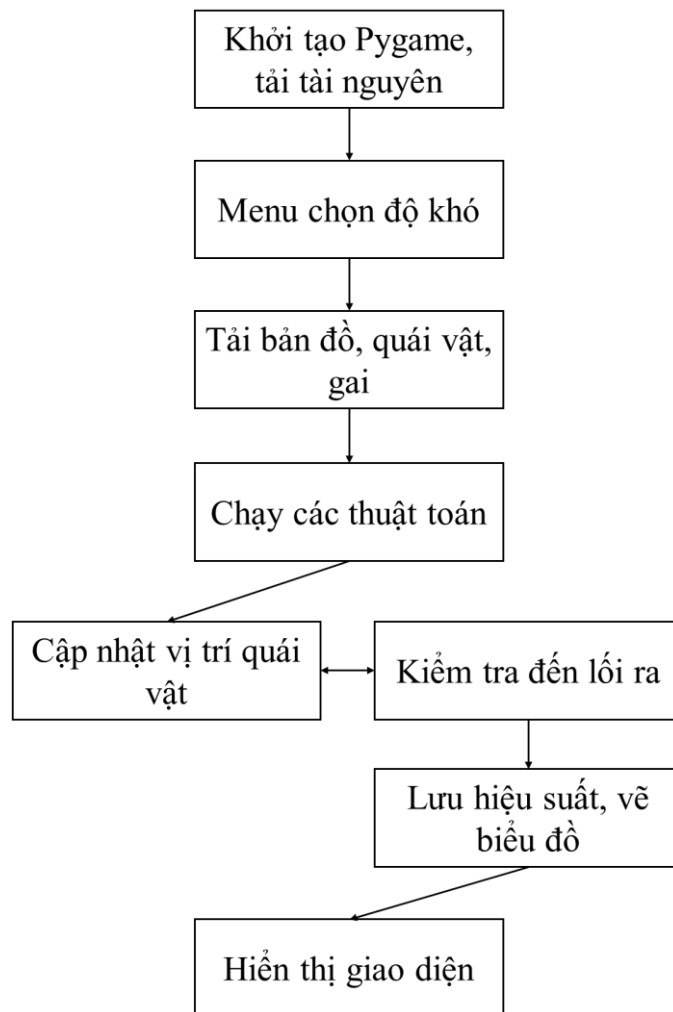 Khởi tạo Pygame,
tải tài nguyên
Menu chọn độ khó
Tải bản đồ, quái vật,
gai
Chạy các thuật toán
Cập nhật vị trí quái
vật
Kiểm tra đến lối ra
Lưu hiệu suất, vẽ
biểu đồ
Hiển thị giao diện